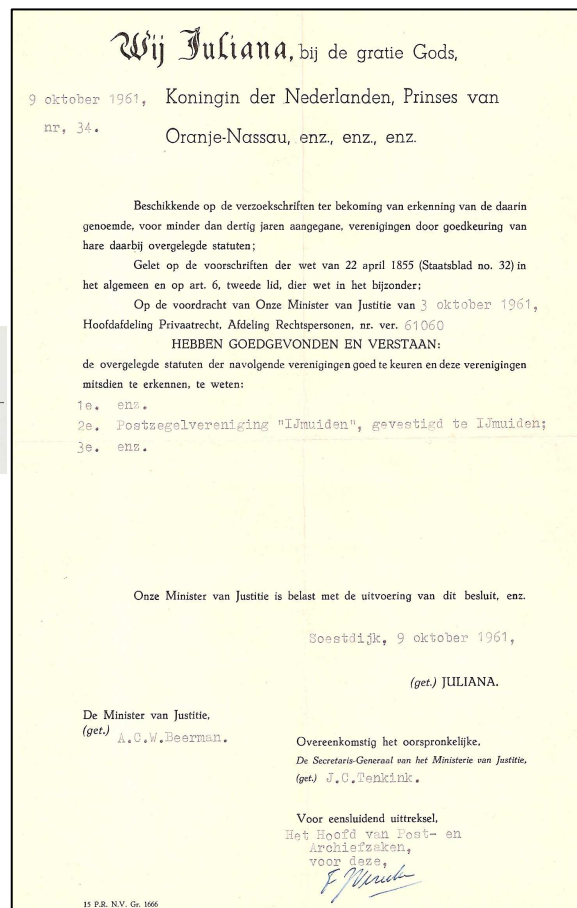 Wij Juliana, bij de gratie Gods,
9 oktober 1961, Koningin der Nederlanden, Prinses van
nr, 34.
Oranje-Nassau, enz., enz., enz.
Beschikkende op de verzoekschriften ter bekoming van erkenning van de daarin
genoemde, voor minder dan dertig jaren aangegane, verenigingen door goedkeuring van
hare daarbij overgelegde statuten;
Gelet op de voorschriften der wet van 22 april 1855 (Staatsblad no. 32) in
het algemeen en op art. 6, tweede lid, dier wet in het bijzonder;
Op de voordracht van Onze Minister van Justitie van 3 oktober 1961,
Hoofdafdeling Privaatrecht, Afdeling Rechtspersonen, nr. ver. 61060
HEBBEN GOEDGEVONDEN EN VERSTAAN:
de overgelegde statuten der navolgende verenigingen goed te keuren en deze verenigingen
mitsdien te erkennen, te weten:
1e. enz.
2e. Postzegelvereniging "IJmuiden", gevestigd te IJmuiden;
3e. enz.
Onze Minister van Justitie is belast met de uitvoering van dit besluit, enz.
Soestdijk, 9 oktober 1961,
(get.) JULIANA.
De Minister van Justitie,
(get.) A.C.W.Beerman.
Overeenkomstig het oorspronkelijke,
De Secretaris-Generaal van het Ministerie van Justitie,
(get.) J.C.Tenkink.
Voor eensluidend uittreksel,
Het Hoofd van Post- en
Archiefzaken,
voor deze,
15 P.R. N.V. Gr. 1666